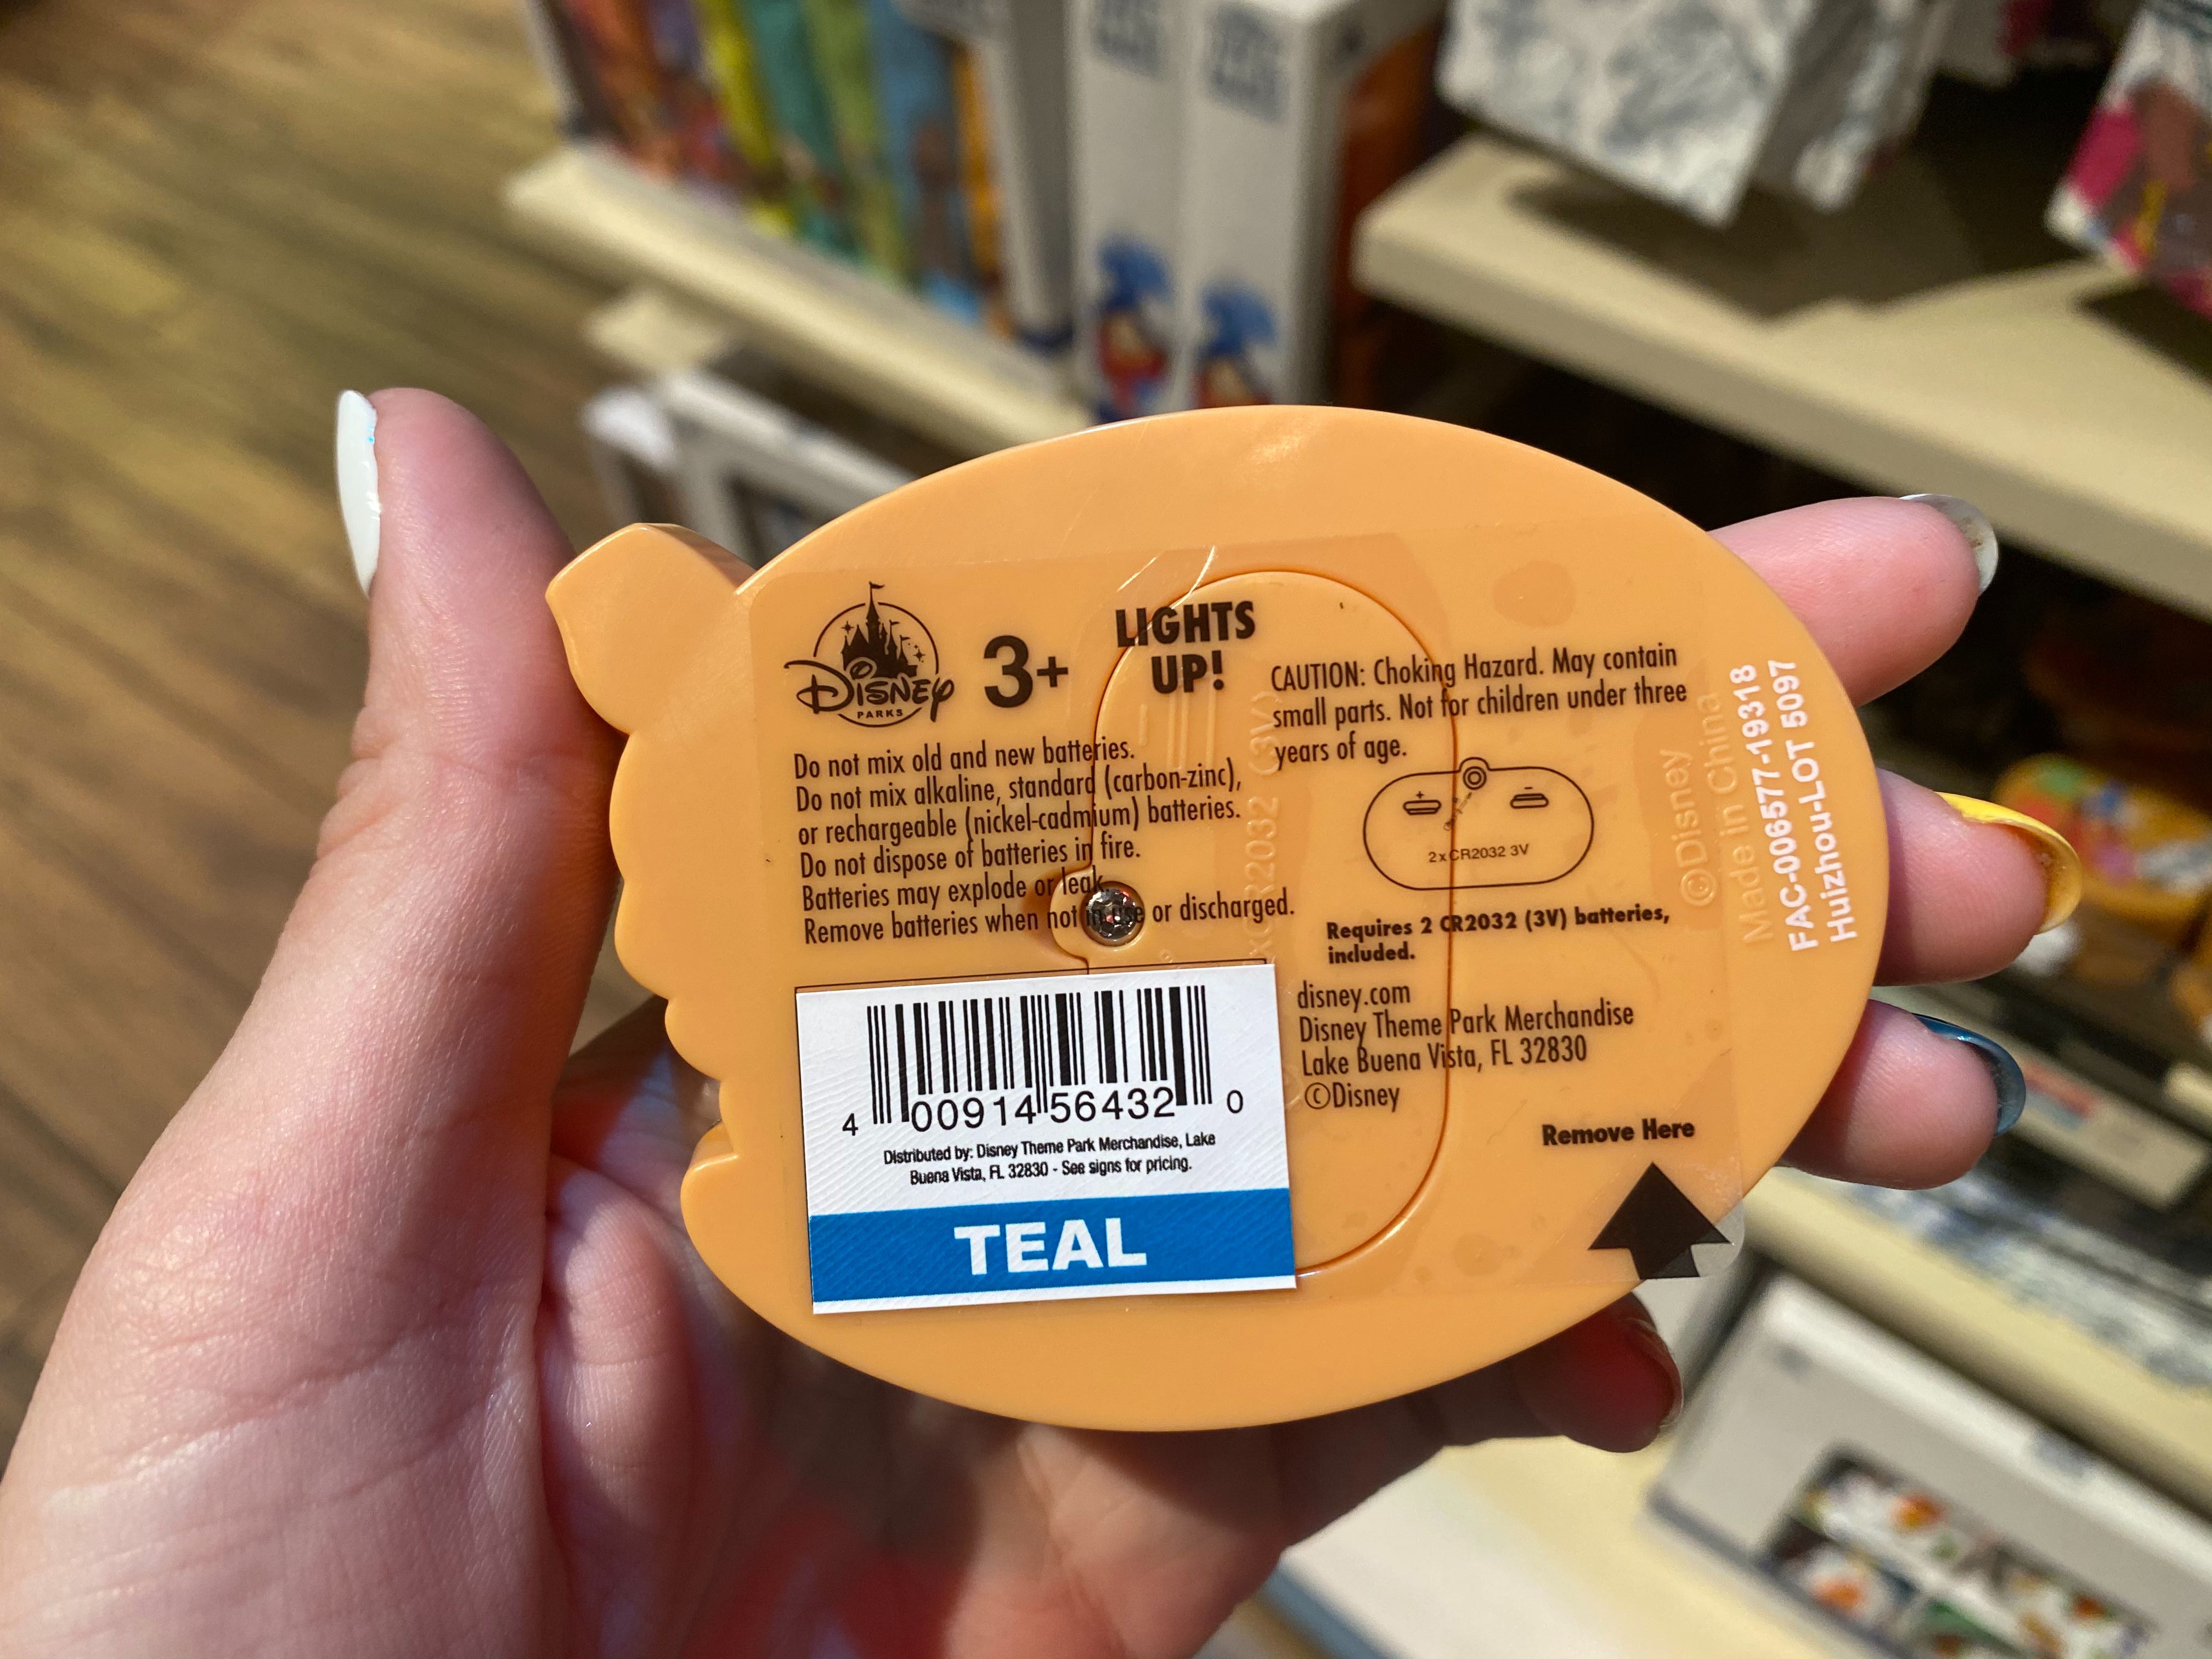 Disney
PARKS
3+
LIGHTS
UP!
CAUTION: Choking Hazard. May contain
small parts. Not for children under three
years of age.
Do not mix old and new batteries.
Do not mix alkaline, standard (carbon-zinc),
or rechargeable (nickel-cadmium) batteries.
Do not dispose of batteries in fire.
Batteries may explode or leak.
Remove batteries when not in use or discharged.
+ -
2xCR2032 3V
Requires 2 CR2032 (3V) batteries,
included.
disney.com
Disney Theme Park Merchandise
Lake Buena Vista, FL 32830
©Disney
Remove Here
4 00914 56432 0
Distributed by: Disney Theme Park Merchandise, Lake
Buena Vista, FL 32830 - See signs for pricing.
TEAL
©Disney
Made in China
FAC-006577-19318
Huizhou-LOT 5097
xCR2032 (3V)